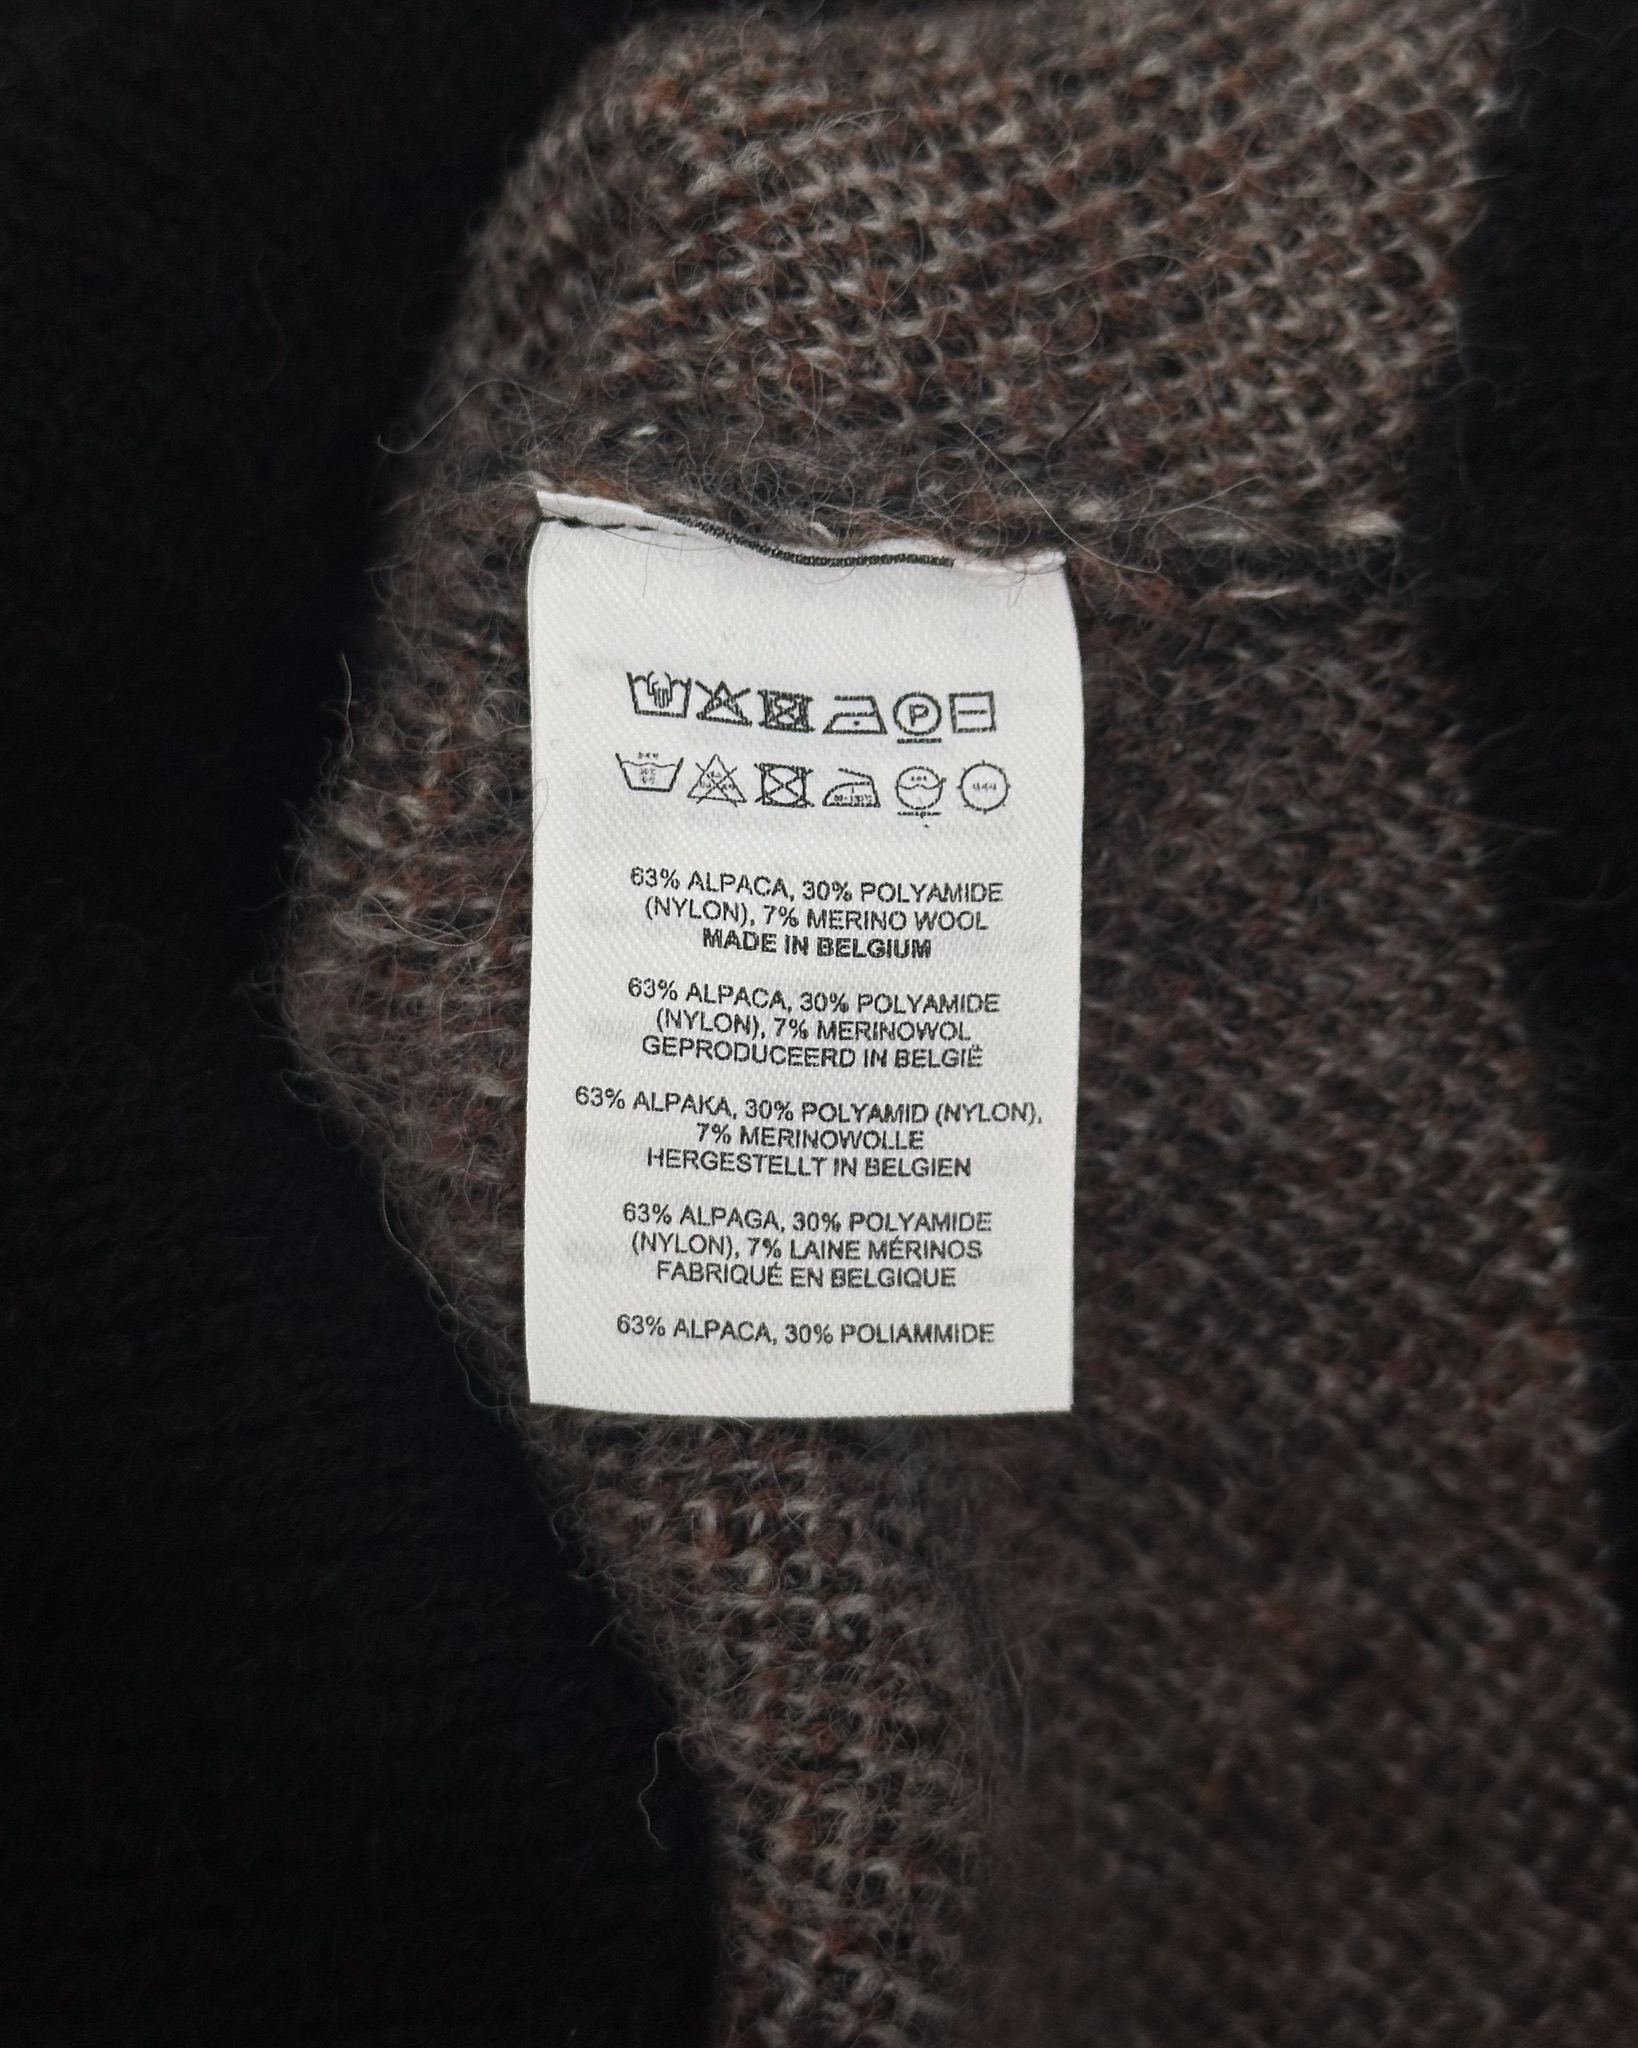 P
63% ALPACA, 30% POLYAMIDE
(NYLON), 7% MERINO WOOL
MADE IN BELGIUM
63% ALPACA, 30% POLYAMIDE
(NYLON), 7% MERINOWOL
GEPRODUCEERD IN BELGIË
63% ALPAKA, 30% POLYAMID (NYLON),
7% MERINOWOLLE
HERGESTELLT IN BELGIEN
63% ALPAGA, 30% POLYAMIDE
(NYLON), 7% LAINE MÉRINOS
FABRIQUÉ EN BELGIQUE
63% ALPACA, 30% POLIAMMIDE